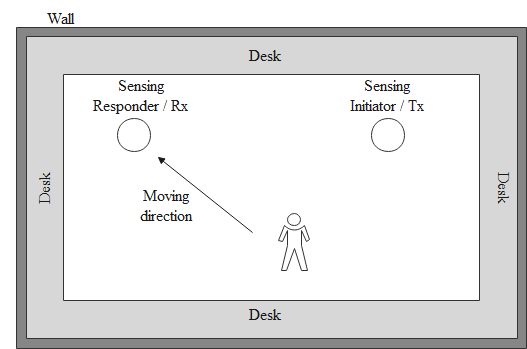 Wall
Desk
Sensing
Responder / Rx
Sensing
Initiator / Tx
Desk
Desk
Moving
direction
Desk